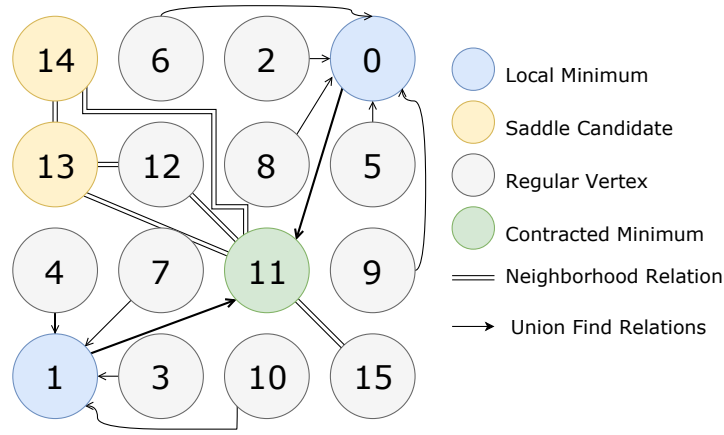 14 6 2 0
13 12 8 5
4 7 11 9
1 3 10 15
Local Minimum
Saddle Candidate
Regular Vertex
Contracted Minimum
Neighborhood Relation
Union Find Relations